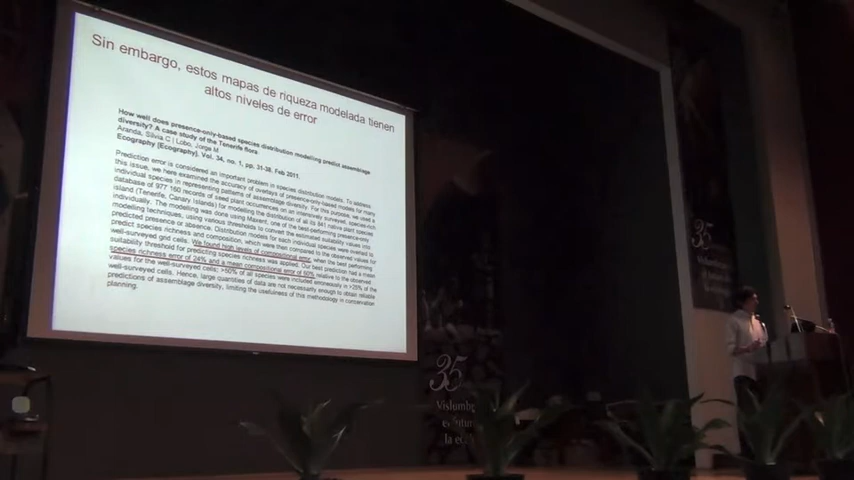 Sin embargo, estos mapas de riqueza modelada tienen
altos niveles de error
How well does presence-only-based species distribution modelling predict assemblage
diversity? A case study of the Tenerife flora
Aranda, Silvia C | Lobo, Jorge M
Ecography [Ecography]. Vol. 34, no. 1, pp. 31-38. Feb 2011.
Prediction error is considered an important problem in species distribution models. To address
this issue, we here examined the accuracy of overlays of presence-only-based models for many
individual species in representing patterns of assemblage diversity. For this purpose, we used a
database of 977 160 records of seed plant occurrences on an intensively surveyed, species-rich
island (Tenerife, Canary Islands) for modelling the distribution of all its 841 native plant species
individually. The modelling was done using Maxent, one of the best-performing presence-only
modelling techniques, using various thresholds to convert the estimated suitability values into
predicted presence or absence. Distribution models for each individual species were overlaid to
predict species richness and composition, which were then compared to the observed values for
well-surveyed grid cells. We found high levels of compositional error, when the best performing
suitability threshold for predicting species richness was applied. Our best prediction had a mean
species richness error of 24% and a mean compositional error of 60% relative to the observed
values for the well-surveyed cells; >50% of all species were included erroneously in >25% of the
well-surveyed cells. Hence, large quantities of data are not necessarily enough to obtain reliable
predictions of assemblage diversity, limiting the usefulness of this methodology in conservation
planning.
35
35